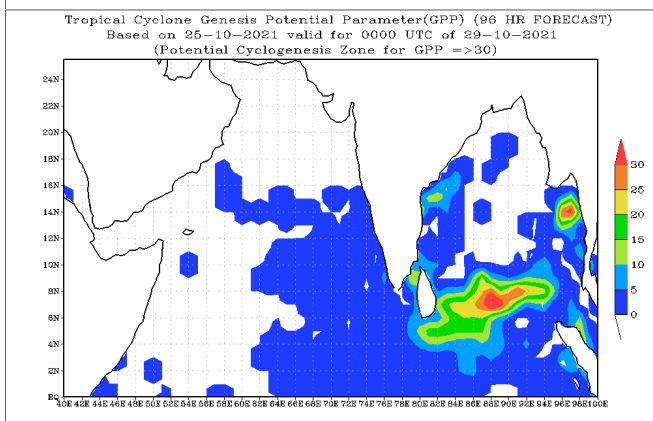 Tropical Cyclone Genesis Potential Parameter(GPP) (96 HR FORECAST)
Based on 25-10-2021 valid for 0000 UTC of 29-10-2021
(Potential Cyclogenesis Zone for GPP =>30)
24N
22N
20N
18N
16N
14N
12N
10N
8N
6N
4N
2N
EQ
40E 42E 44E 46E 48E 50E 52E 54E 56E 58E 60E 62E 64E 66E 68E 70E 72E 74E 76E 78E 80E 82E 84E 86E 88E 90E 92E 94E 96E 98E 100E
30
25
20
15
10
5
0